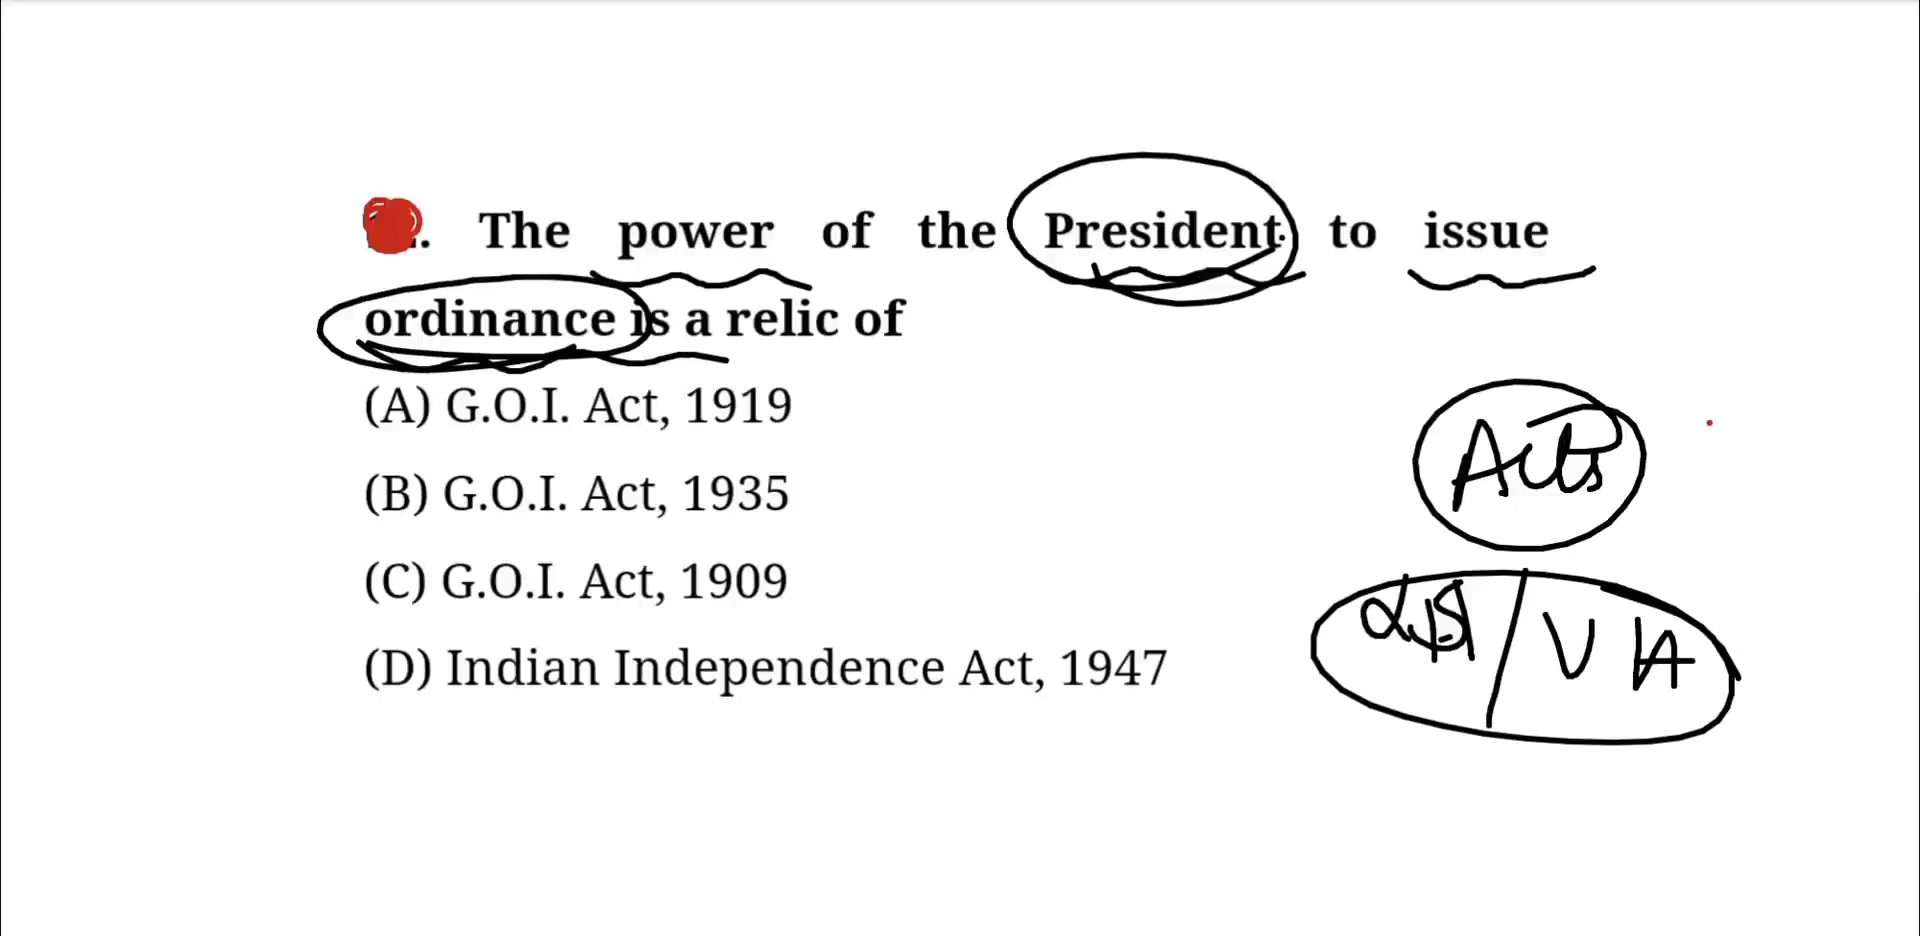 . The power of the President to issue
ordinance is a relic of
(A) G.O.I. Act, 1919
(B) G.O.I. Act, 1935
(C) G.O.I. Act, 1909
(D) Indian Independence Act, 1947
Acts
/ V A